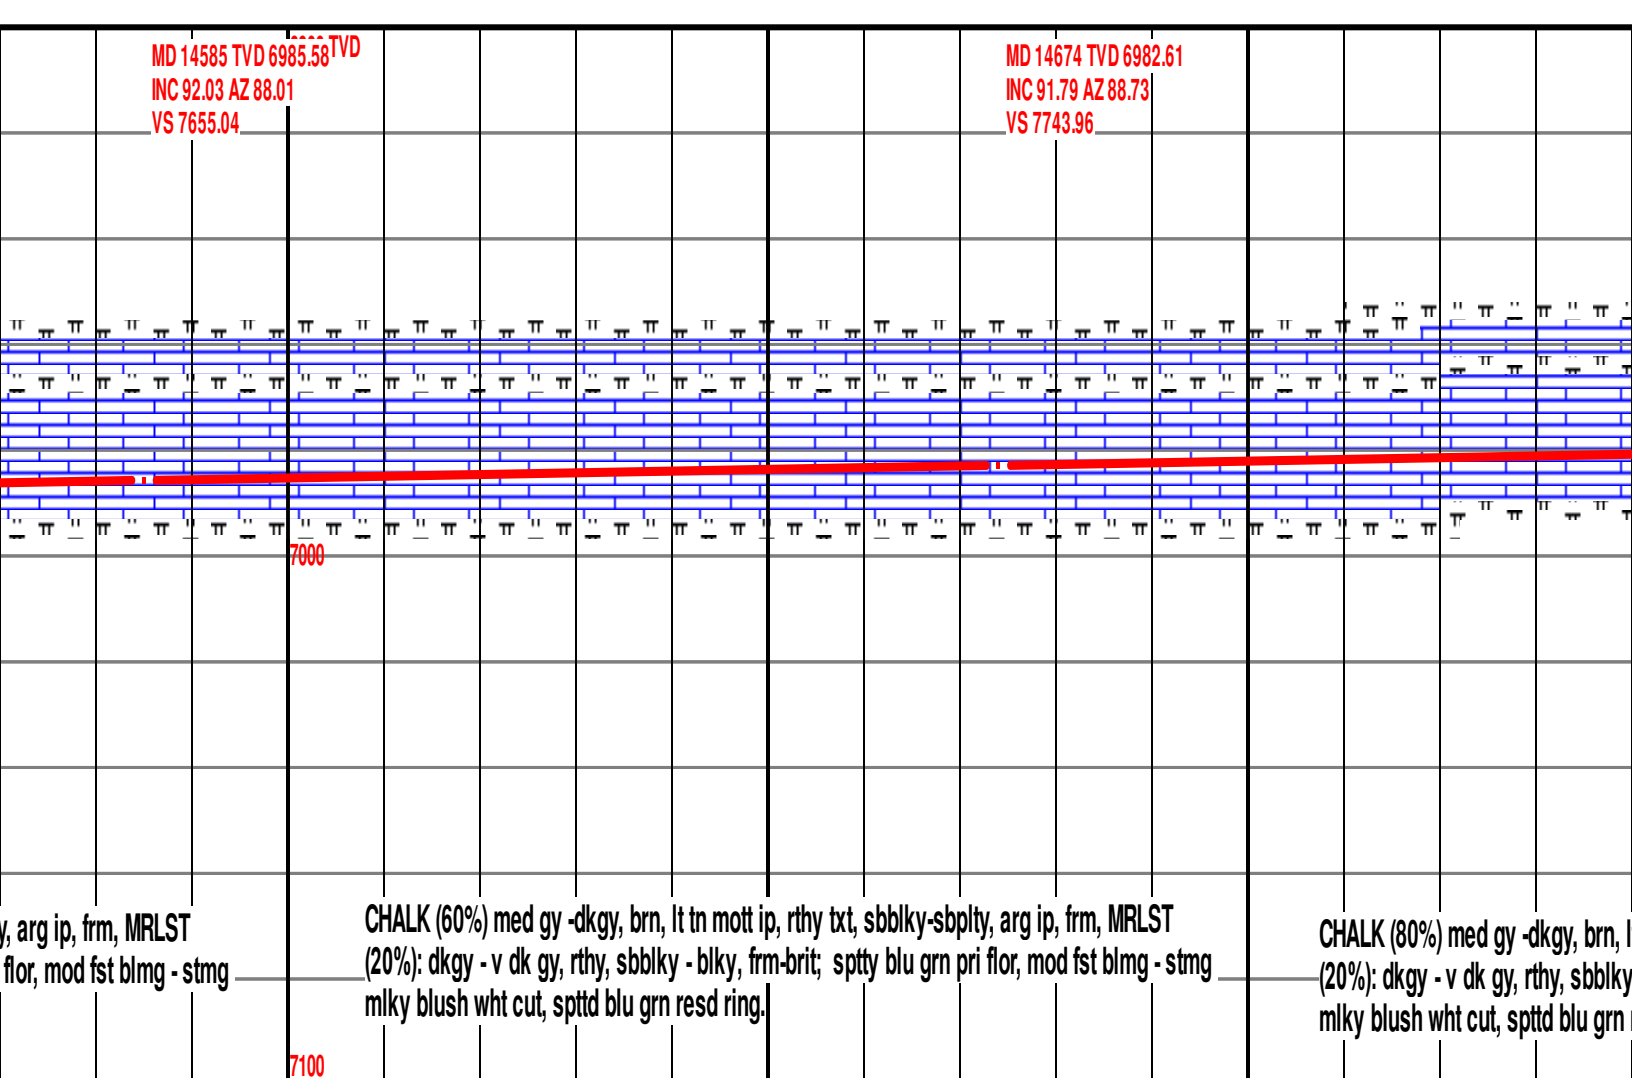 TVD
MD 14585 TVD 6985.58
INC 92.03 AZ 88.01
VS 7655.04
MD 14674 TVD 6982.61
INC 91.79 AZ 88.73
VS 7743.96
7000
y, arg ip, frm, MRLST
flor, mod fst blmg - stmg
CHALK (60%) med gy -dkgy, brn, lt tn mott ip, rthy txt, sbblky-sbplty, arg ip, frm, MRLST
(20%): dkgy - v dk gy, rthy, sbblky - blky, frm-brit; sptty blu grn pri flor, mod fst blmg - stmg
mlky blush wht cut, spttd blu grn resd ring.
CHALK (80%) med gy -dkgy, brn, l
(20%): dkgy - v dk gy, rthy, sbblky
mlky blush wht cut, spttd blu grn
7100